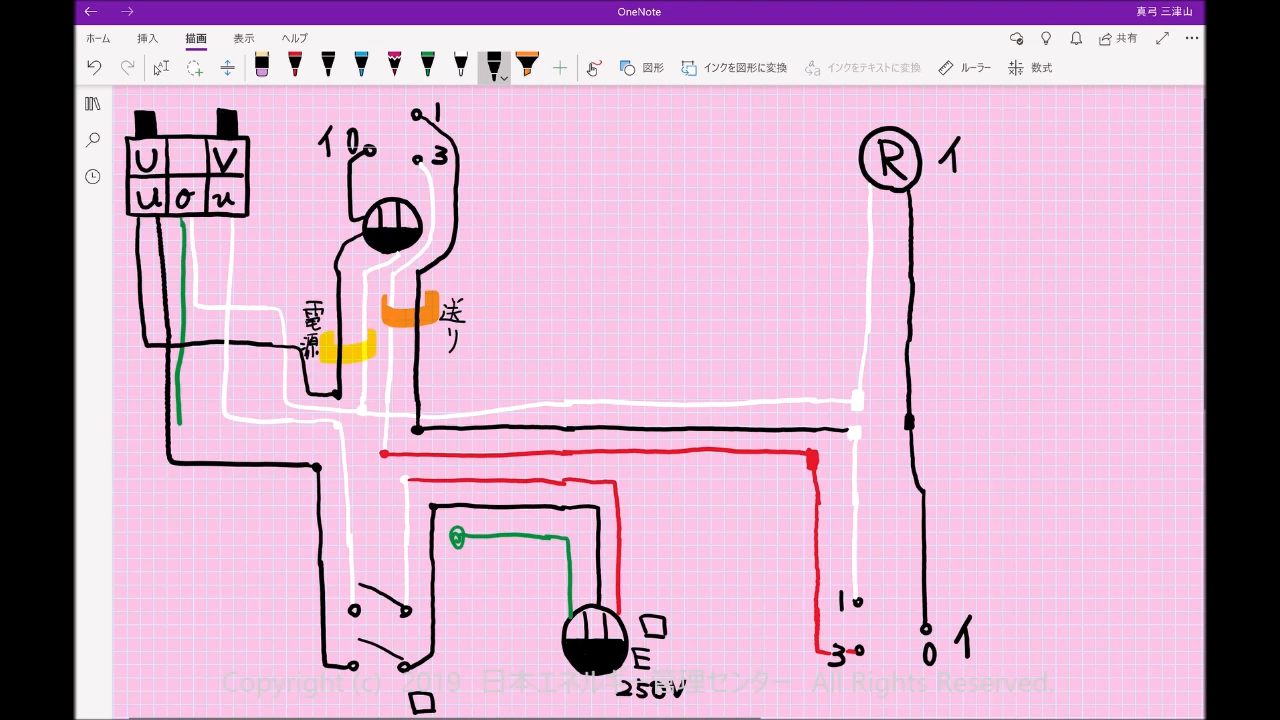 OneNote
真弓 三津山
ホーム 挿入 描画 表示 ヘルプ
共有
図形
インクを図形に変換
インクをテキストに変換
ルーラー
数式
U V
u o u
イ 0
1
3
R イ
電源
送り
ロ
E
250V
1
3
0 イ
ロ
Copyright (c) 2019 日本エネルギー管理センター All Rights Reserved